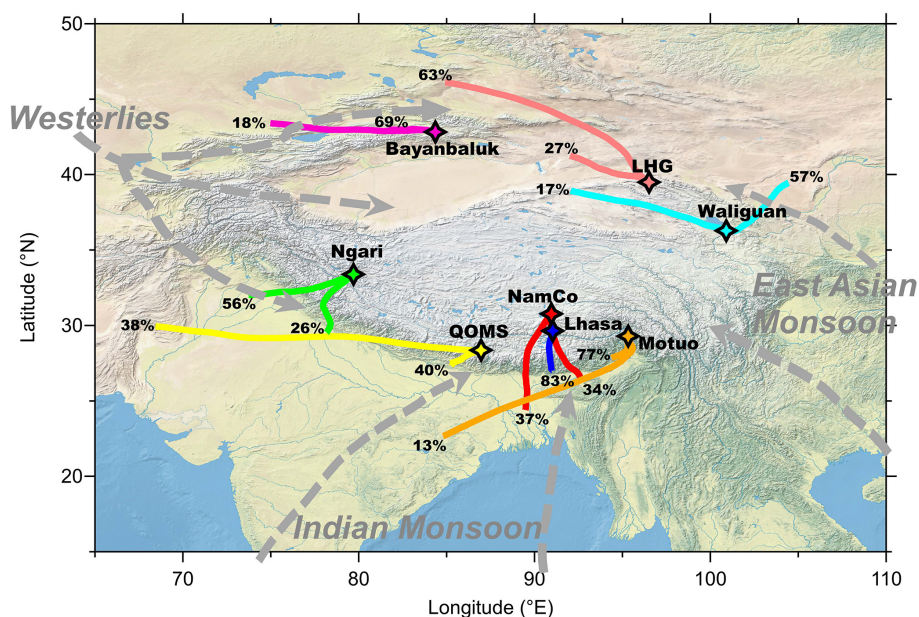 50
63%
Westerlies
18%
69%
Bayanbaluk
27%
LHG
57%
40
17%
Waliguan
Ngari
56%
East Asian
Monsoon
NamCo
38%
26%
QOMS
Lhasa
30
Motuo
77%
40%
83%
34%
37%
13%
20
Indian Monsoon
70
80
90
100
110
Latitude (°N)
Longitude (°E)